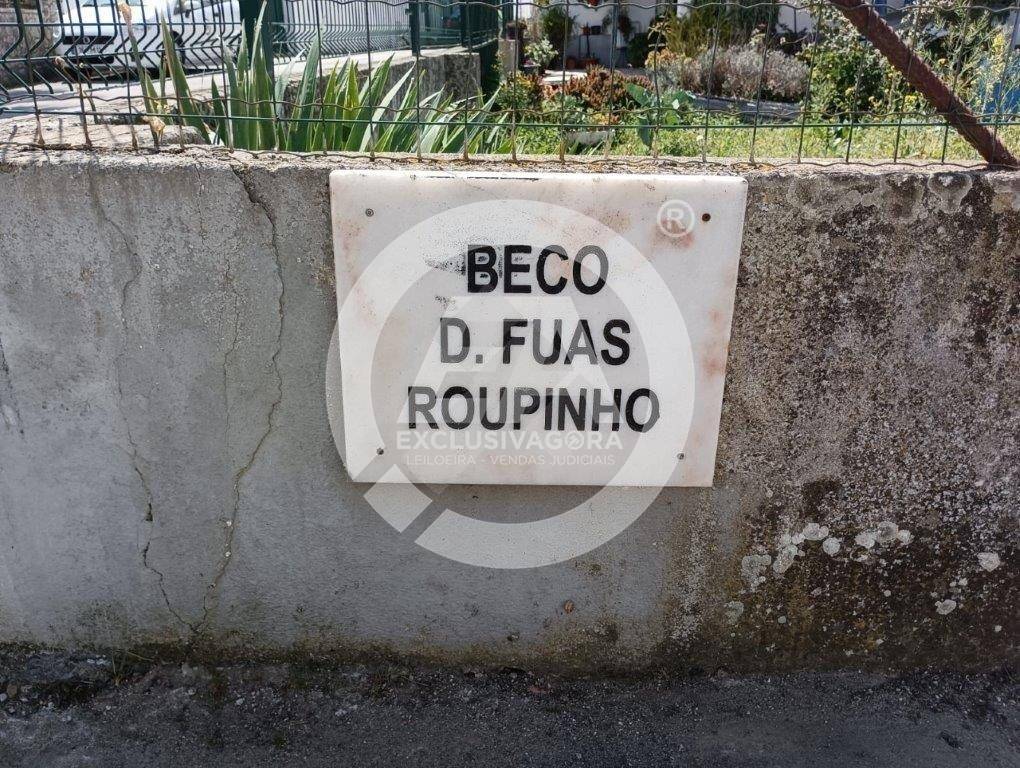 BECO
D. FUAS
ROUPINHO
®
EXCLUSIVAGORA
LEILOEIRA - VENDAS JUDICIAIS